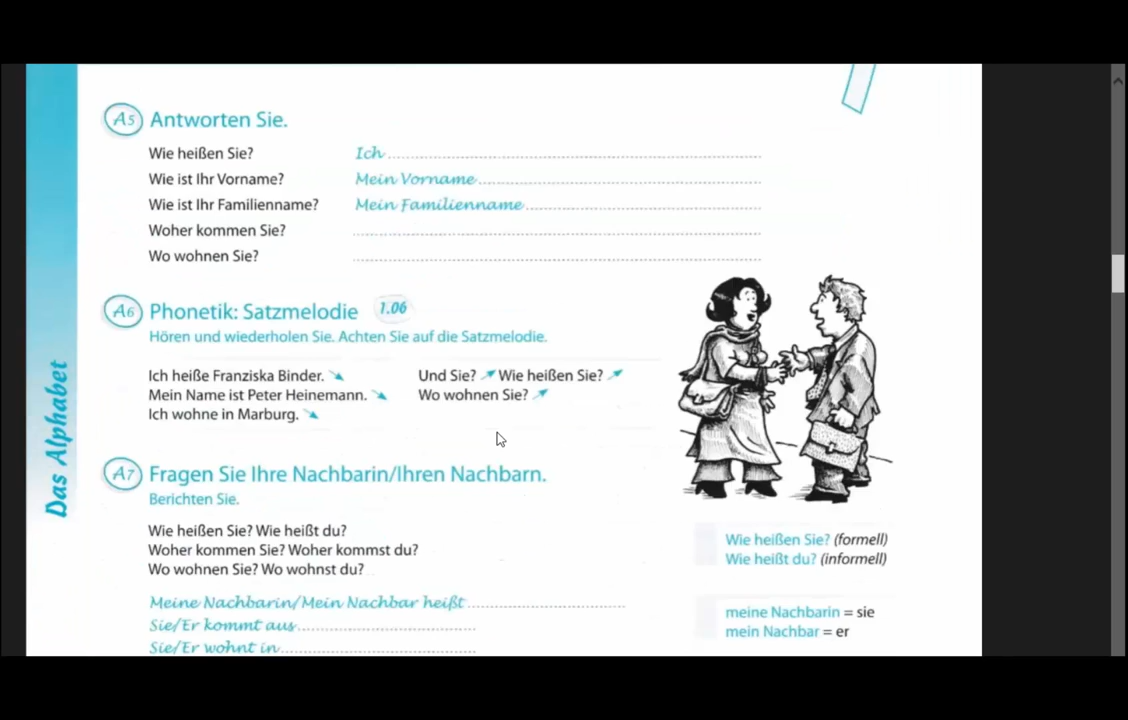 A5 Antworten Sie.
Wie heißen Sie? Ich
Wie ist Ihr Vorname? Mein Vorname
Wie ist Ihr Familienname? Mein Familienname
Woher kommen Sie?
Wo wohnen Sie?
A6 Phonetik: Satzmelodie 1.06
Hören und wiederholen Sie. Achten Sie auf die Satzmelodie.
Ich heiße Franziska Binder. Und Sie? Wie heißen Sie?
Mein Name ist Peter Heinemann. Wo wohnen Sie?
Ich wohne in Marburg.
Das Alphabet
A7 Fragen Sie Ihre Nachbarin/Ihren Nachbarn.
Berichten Sie.
Wie heißen Sie? Wie heißt du?
Woher kommen Sie? Woher kommst du?
Wo wohnen Sie? Wo wohnst du?
Meine Nachbarin/Mein Nachbar heißt
Sie/Er kommt aus
Sie/Er wohnt in
Wie heißen Sie? (formell)
Wie heißt du? (informell)
meine Nachbarin = sie
mein Nachbar = er